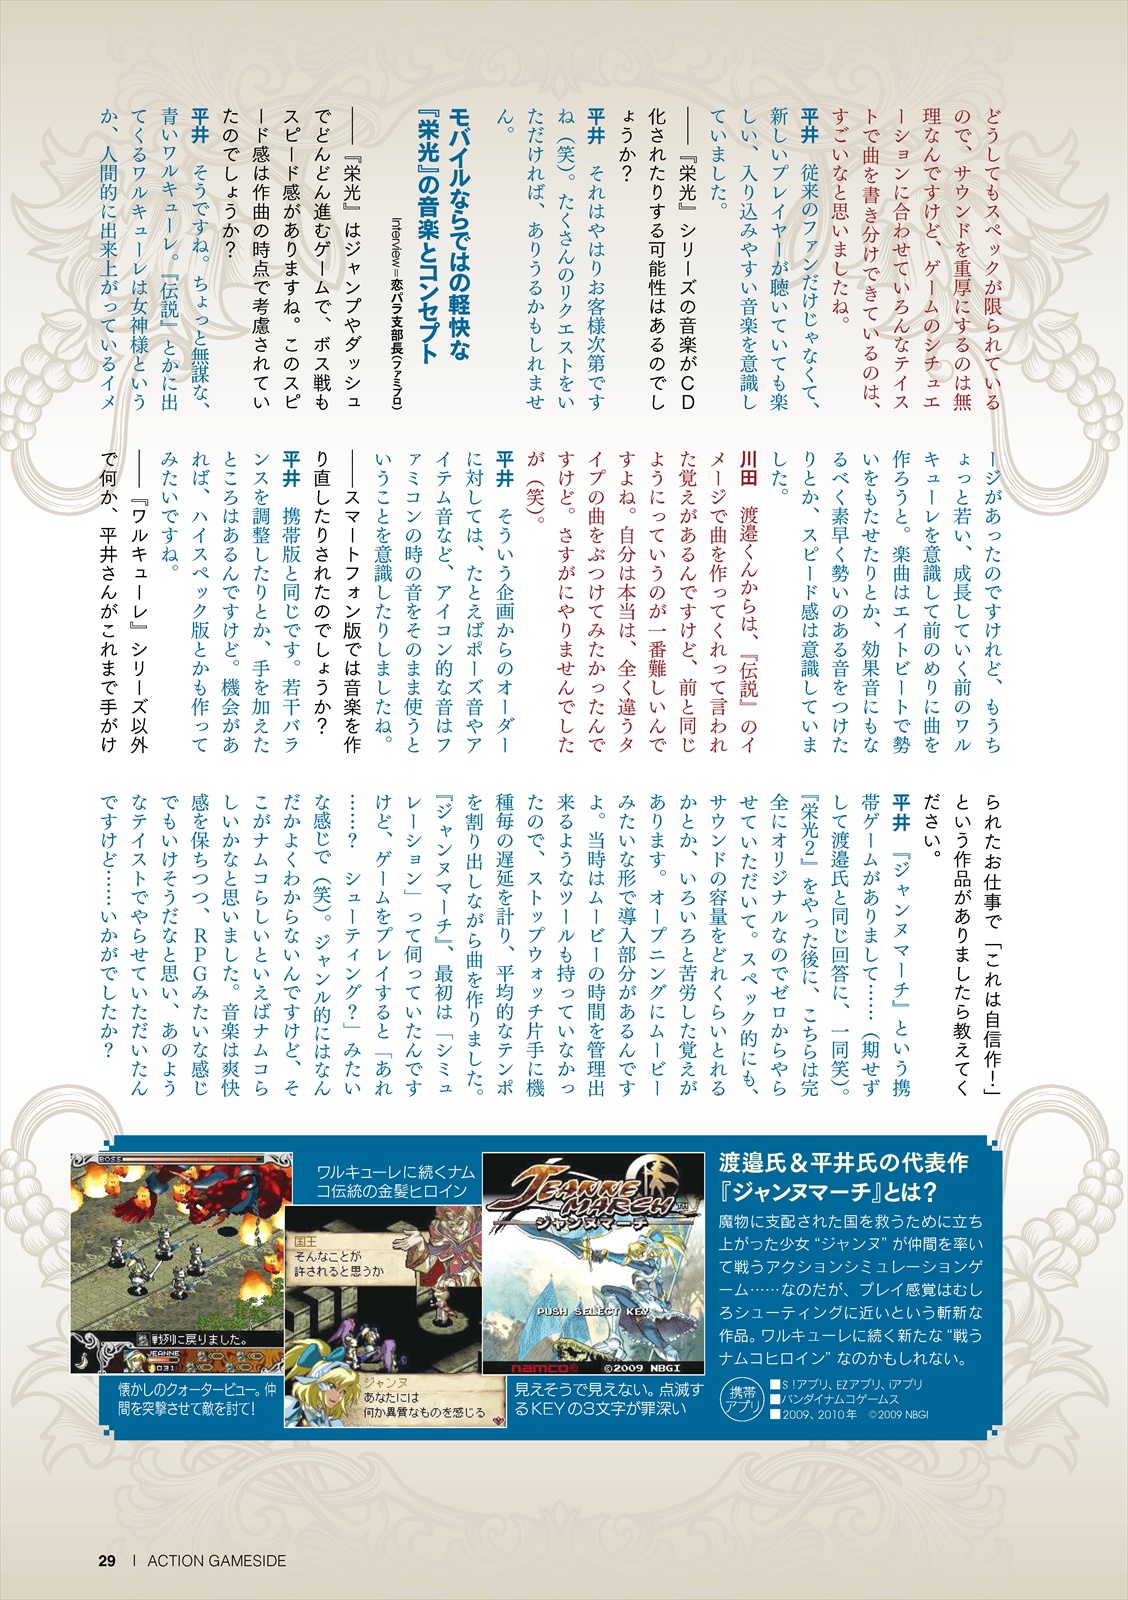 どうしてもスペックが限られている
ので、サウンドを重厚にするのは無
理なんですけど、ゲームのシチュエ
ーションに合わせていろんなテイス
トで曲を書き分けできているのは、
すごいなと思いましたね。
平井　従来のファンだけじゃなくて、
新しいプレイヤーが聴いていても楽
しい、入り込みやすい音楽を意識し
ていました。
――『栄光』シリーズの音楽がＣＤ
化されたりする可能性はあるのでし
ょうか？
平井　それはやはりお客様次第です
ね（笑）。たくさんのリクエストをい
ただければ、ありうるかもしれませ
ん。
モバイルならではの軽快な
『栄光』の音楽とコンセプト
Interview＝恋パラ支部長（ファミプロ）
――『栄光』はジャンプやダッシュ
でどんどん進むゲームで、ボス戦も
スピード感がありますね。このスピ
ード感は作曲の時点で考慮されてい
たのでしょうか？
平井　そうですね。ちょっと無謀な、
青いワルキューレ。『伝説』とかに出
てくるワルキューレは女神様という
か、人間的に出来上がっているイメ
ージがあったのですけれど、もうち
ょっと若い、成長していく前のワル
キューレを意識して前のめりに曲を
作ろうと。楽曲はエイトビートで勢
いをもたせたりとか、効果音にもな
るべく素早く勢いのある音をつけた
りとか、スピード感は意識していま
した。
川田　渡邉くんからは、『伝説』のイ
メージで曲を作ってくれって言われ
た覚えがあるんですけど、前と同じ
ようにっていうのが一番難しいんで
すよね。自分は本当は、全く違うタ
イプの曲をぶつけてみたかったんで
すけど。さすがにやりませんでした
が（笑）。
平井　そういう企画からのオーダー
に対しては、たとえばポーズ音やア
イテム音など、アイコン的な音はフ
ァミコンの時の音をそのまま使うと
いうことを意識したりしましたね。
――スマートフォン版では音楽を作
り直したりされたのでしょうか？
平井　携帯版と同じです。若干バラ
ンスを調整したりとか、手を加えた
ところはあるんですけど。機会があ
れば、ハイスペック版とかも作って
みたいですね。
――『ワルキューレ』シリーズ以外
で何か、平井さんがこれまで手がけ
られたお仕事で「これは自信作！」
という作品がありましたら教えてく
ださい。
平井　『ジャンヌマーチ』という携
帯ゲームがありまして……（期せず
して渡邉氏と同じ回答に、一同笑）。
『栄光２』をやった後に、こちらは完
全にオリジナルなのでゼロからやら
せていただいて。スペック的にも、
サウンドの容量をどれくらいとれる
かとか、いろいろと苦労した覚えが
あります。オープニングにムービー
みたいな形で導入部分があるんです
よ。当時はムービーの時間を管理出
来るようなツールも持っていなかっ
たので、ストップウォッチ片手に機
種毎の遅延を計り、平均的なテンポ
を割り出しながら曲を作りました。
『ジャンヌマーチ』、最初は「シミュ
レーション」って伺っていたんです
けど、ゲームをプレイすると「あれ
……？　シューティング？」みたい
な感じで（笑）。ジャンル的にはなん
だかよくわからないんですけど、そ
こがナムコらしいといえばナムコら
しいかなと思いました。音楽は爽快
感を保ちつつ、ＲＰＧみたいな感じ
でもいけそうだなと思い、あのよう
なテイストでやらせていただいたん
ですけど……いかがでしたか？
渡邉氏＆平井氏の代表作
『ジャンヌマーチ』とは？
魔物に支配された国を救うために立ち
上がった少女“ジャンヌ”が仲間を率い
て戦うアクションシミュレーションゲ
ーム……なのだが、プレイ感覚はむし
ろシューティングに近いという斬新な
作品。ワルキューレに続く新たな“戦う
ナムコヒロイン”なのかもしれない。
携帯
アプリ
■S!アプリ、EZアプリ、iアプリ
■バンダイナムコゲームス
■2009、2010年　©2009 NBGI
JEANNE
MARCH
ジャンヌマーチ
PUSH SELECT KEY
namco
©2009 NBGI
見えそうで見えない。点滅す
るKEYの3文字が罪深い
ワルキューレに続くナム
コ伝統の金髪ヒロイン
国王
そんなことが
許されると思うか
ジャンヌ
あなたには
何か異質なものを感じる
BOSS
戦列に戻りました。
JEANNE
031
懐かしのクォータービュー。仲
間を突撃させて敵を討て！
29 | ACTION GAMESIDE